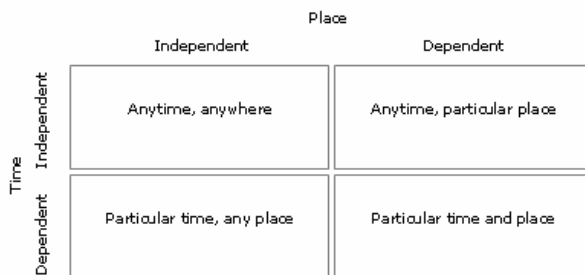 Place
Independent Dependent
Time
Independent
Anytime, anywhere Anytime, particular place
Dependent
Particular time, any place Particular time and place